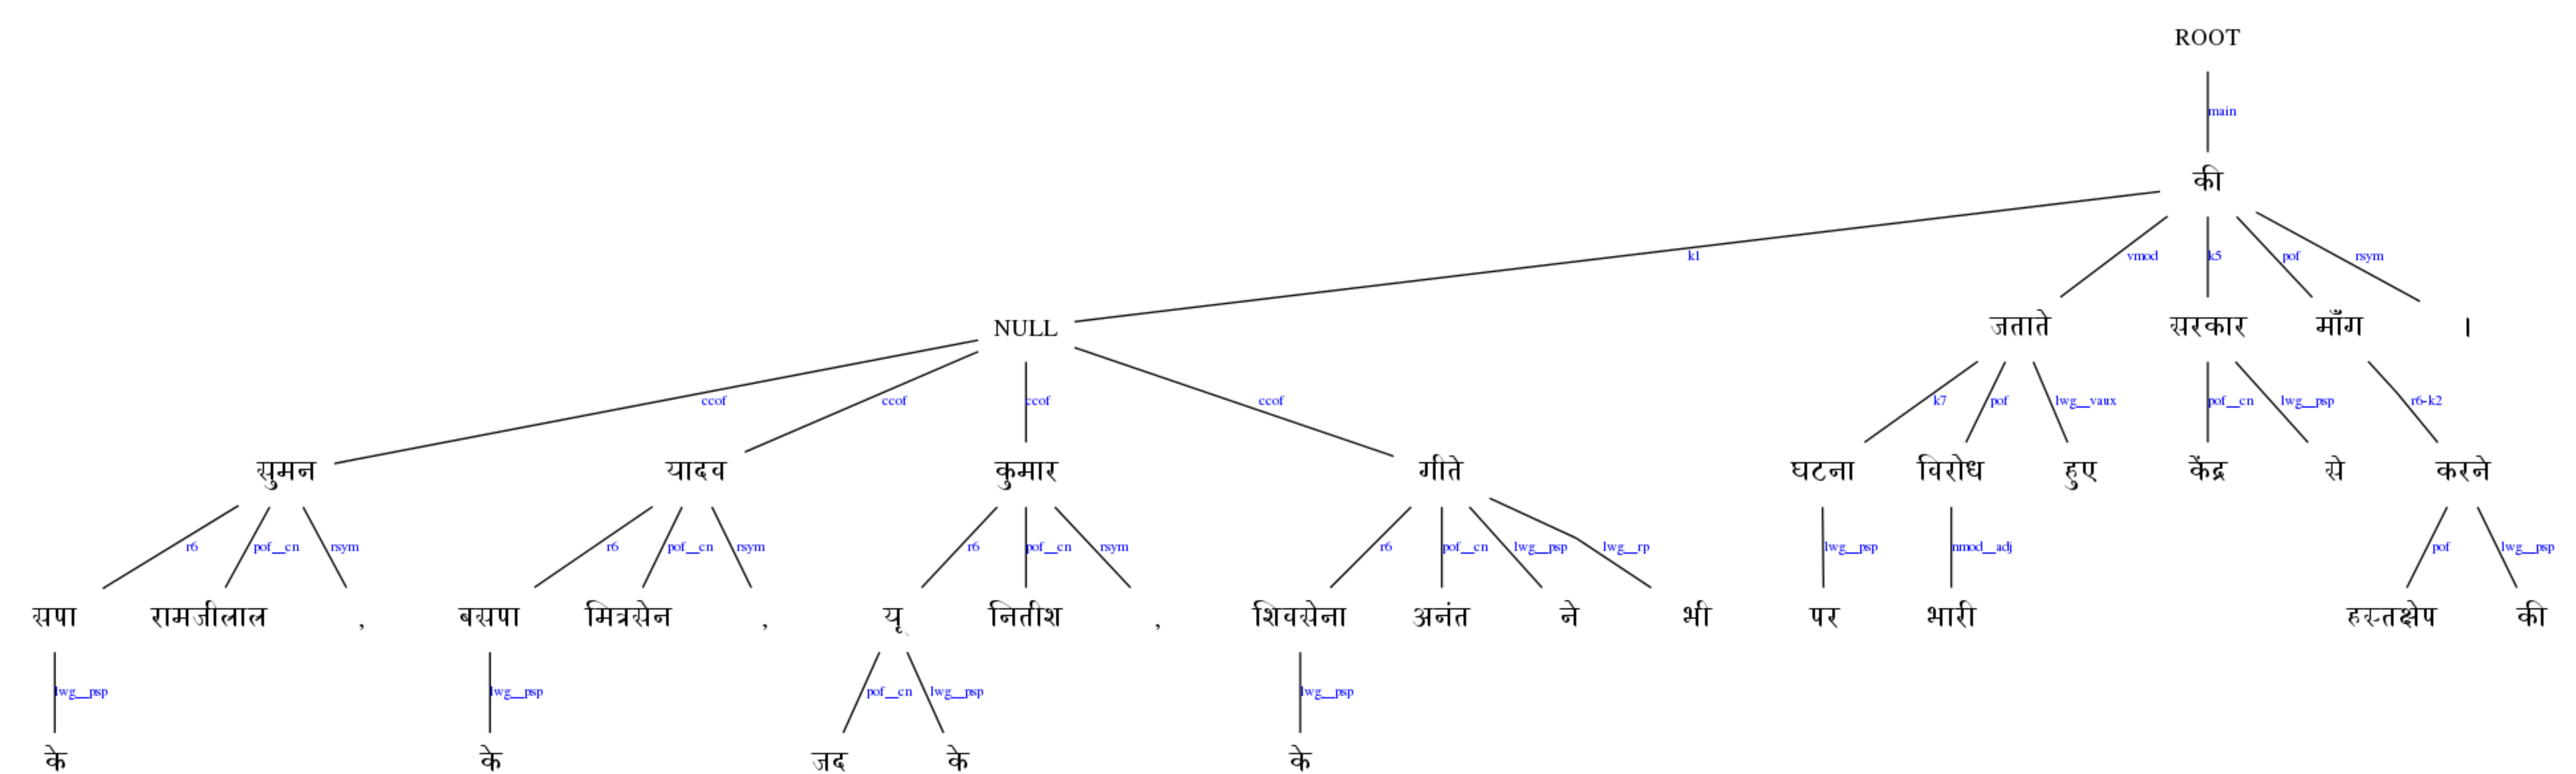 ROOT
main
की
k1 vmod k5 pof rsym
NULL जताते सरकार माँग ।
ccof ccof ccof ccof k7 pof lwg__vaux pof__cn lwg__psp r6-k2
सुमन यादव कुमार गीते घटना विरोध हुए केंद्र से करने
r6 pof__cn rsym r6 pof__cn rsym r6 pof__cn rsym r6 pof__cn lwg__psp lwg__rp lwg__psp nmod__adj pof lwg__psp
सपा रामजीलाल , बसपा मित्रसेन , यू नितीश , शिवसेना अनंत ने भी पर भारी हस्तक्षेप की
lwg__psp lwg__psp pof__cn lwg__psp lwg__psp
के के जद के के